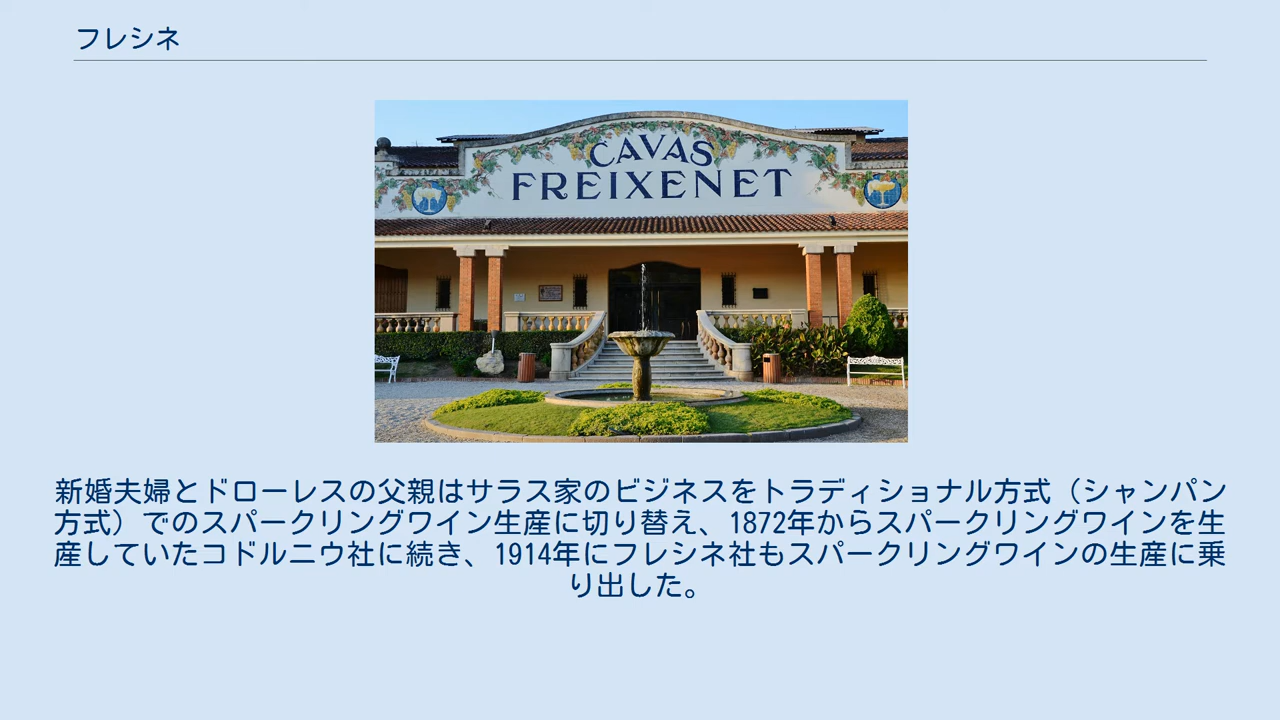 フレシネ
CAVAS
FREIXENET
新婚夫婦とドローレスの父親はサラス家のビジネスをトラディショナル方式（シャンパン
方式）でのスパークリングワイン生産に切り替え、1872年からスパークリングワインを生
産していたコドルニウ社に続き、1914年にフレシネ社もスパークリングワインの生産に乗
り出した。